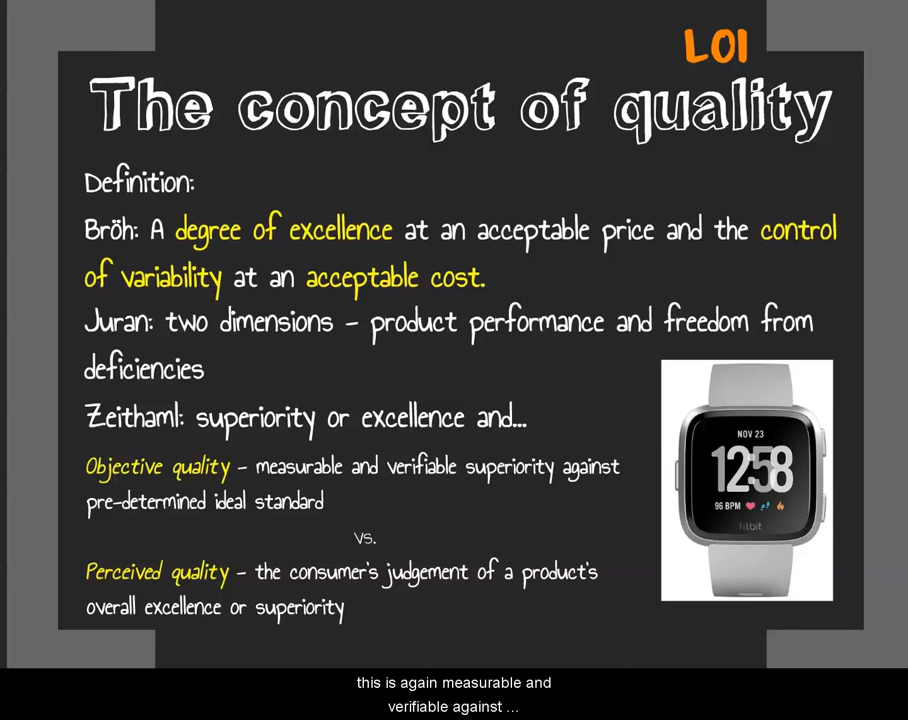 LO1
The concept of quality
Definition:
Bröh: A degree of excellence at an acceptable price and the control
of variability at an acceptable cost.
Juran: two dimensions - product performance and freedom from
deficiencies
Zeithaml: superiority or excellence and...
Objective quality - measurable and verifiable superiority against
pre-determined ideal standard
vs.
Perceived quality - the consumer's judgement of a product's
overall excellence or superiority
NOV 23
12:58
96 BPM
fitbit
this is again measurable and
verifiable against ...